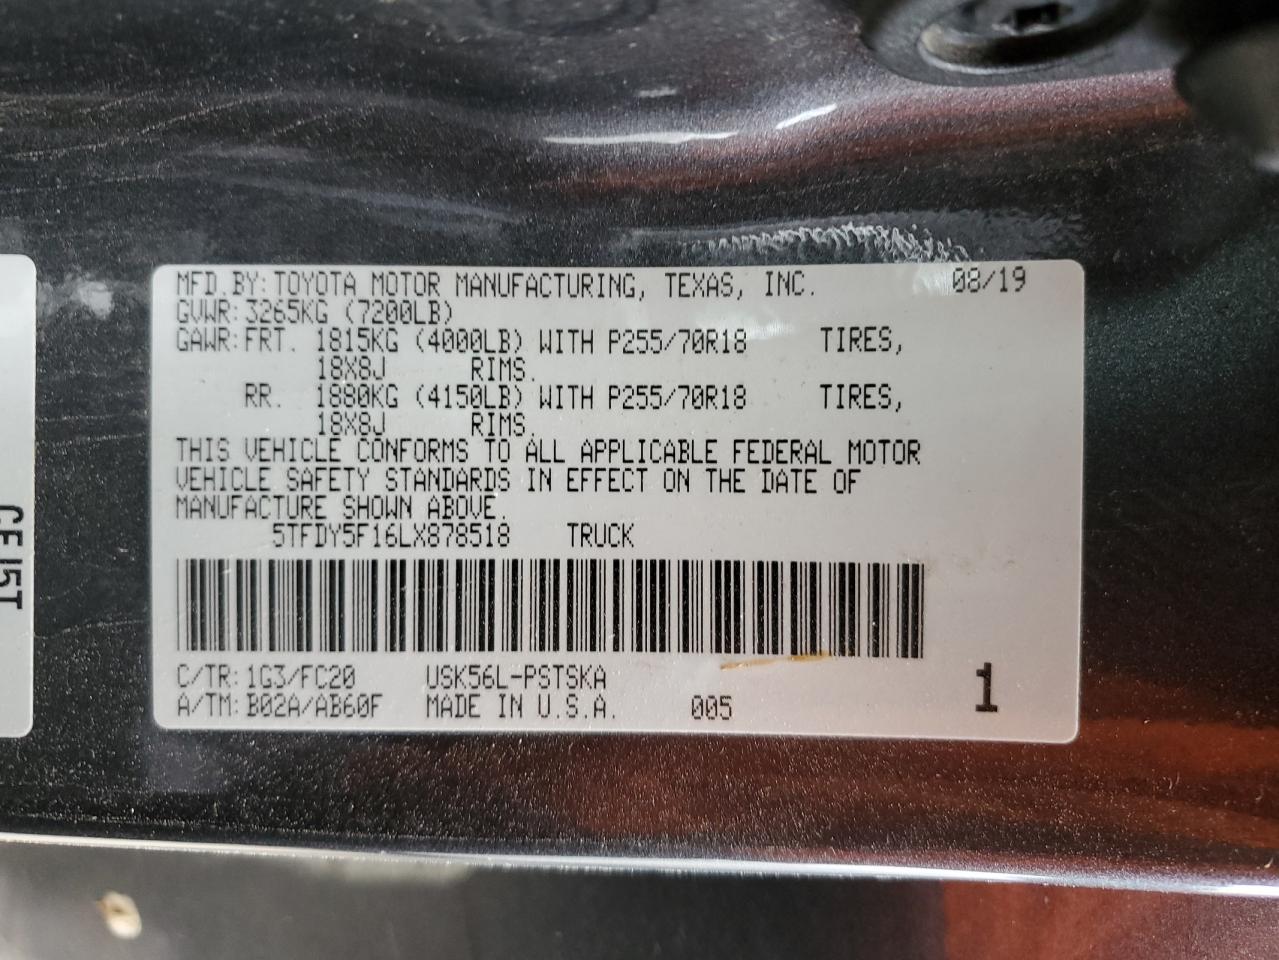 MFD.BY:TOYOTA MOTOR MANUFACTURING, TEXAS, INC. 08/19
GVWR:3265KG (7200LB)
GAWR:FRT. 1815KG (4000LB) WITH P255/70R18 TIRES,
18X8J RIMS.
RR. 1880KG (4150LB) WITH P255/70R18 TIRES,
18X8J RIMS.
THIS VEHICLE CONFORMS TO ALL APPLICABLE FEDERAL MOTOR
VEHICLE SAFETY STANDARDS IN EFFECT ON THE DATE OF
MANUFACTURE SHOWN ABOVE.
5TFDY5F16LX878518 TRUCK
C/TR:1G3/FC20 USK56L-PSTSKA
A/TM:B02A/AB60F MADE IN U.S.A. 005 1